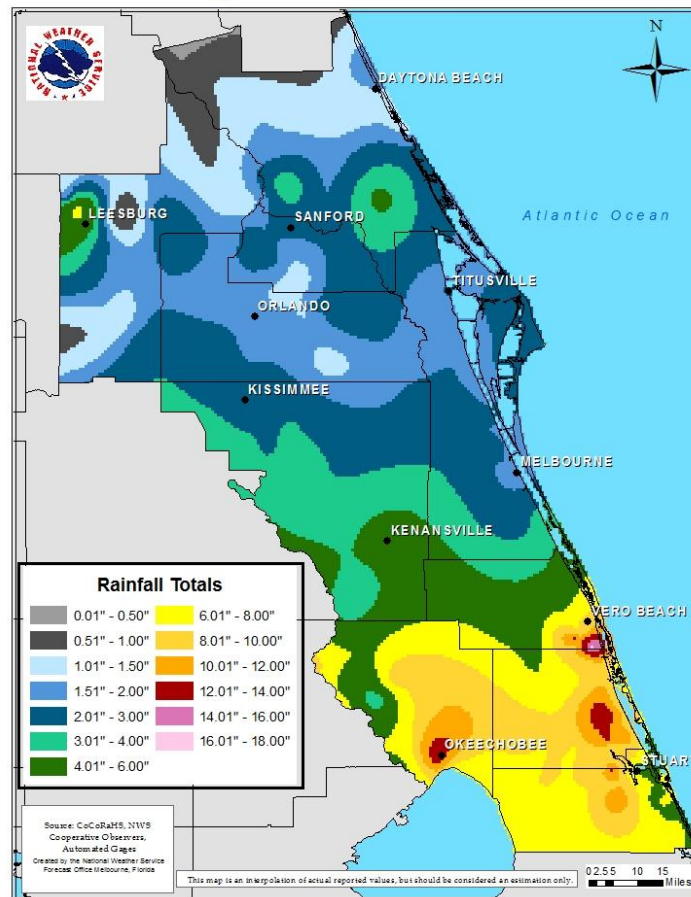 NATIONAL WEATHER SERVICE
N
DAYTONA BEACH
LEESBURG
SANFORD
Atlantic Ocean
TITUSVILLE
ORLANDO
KISSIMMEE
MELBOURNE
KENANSVILLE
VERO BEACH
OKEECHOBEE
STUAR
Rainfall Totals
0.01" - 0.50"
0.51" - 1.00"
1.01" - 1.50"
1.51" - 2.00"
2.01" - 3.00"
3.01" - 4.00"
4.01" - 6.00"
6.01" - 8.00"
8.01" - 10.00"
10.01" - 12.00"
12.01" - 14.00"
14.01" - 16.00"
16.01" - 18.00"
Source: CoCoRaHS, NWS
Cooperative Observers,
Automated Gages
Created by the National Weather Service
Forecast Office Melbourne, Florida
This map is an interpolation of actual reported values, but should be considered an estimation only.
0 2.5 5 10 15
Miles